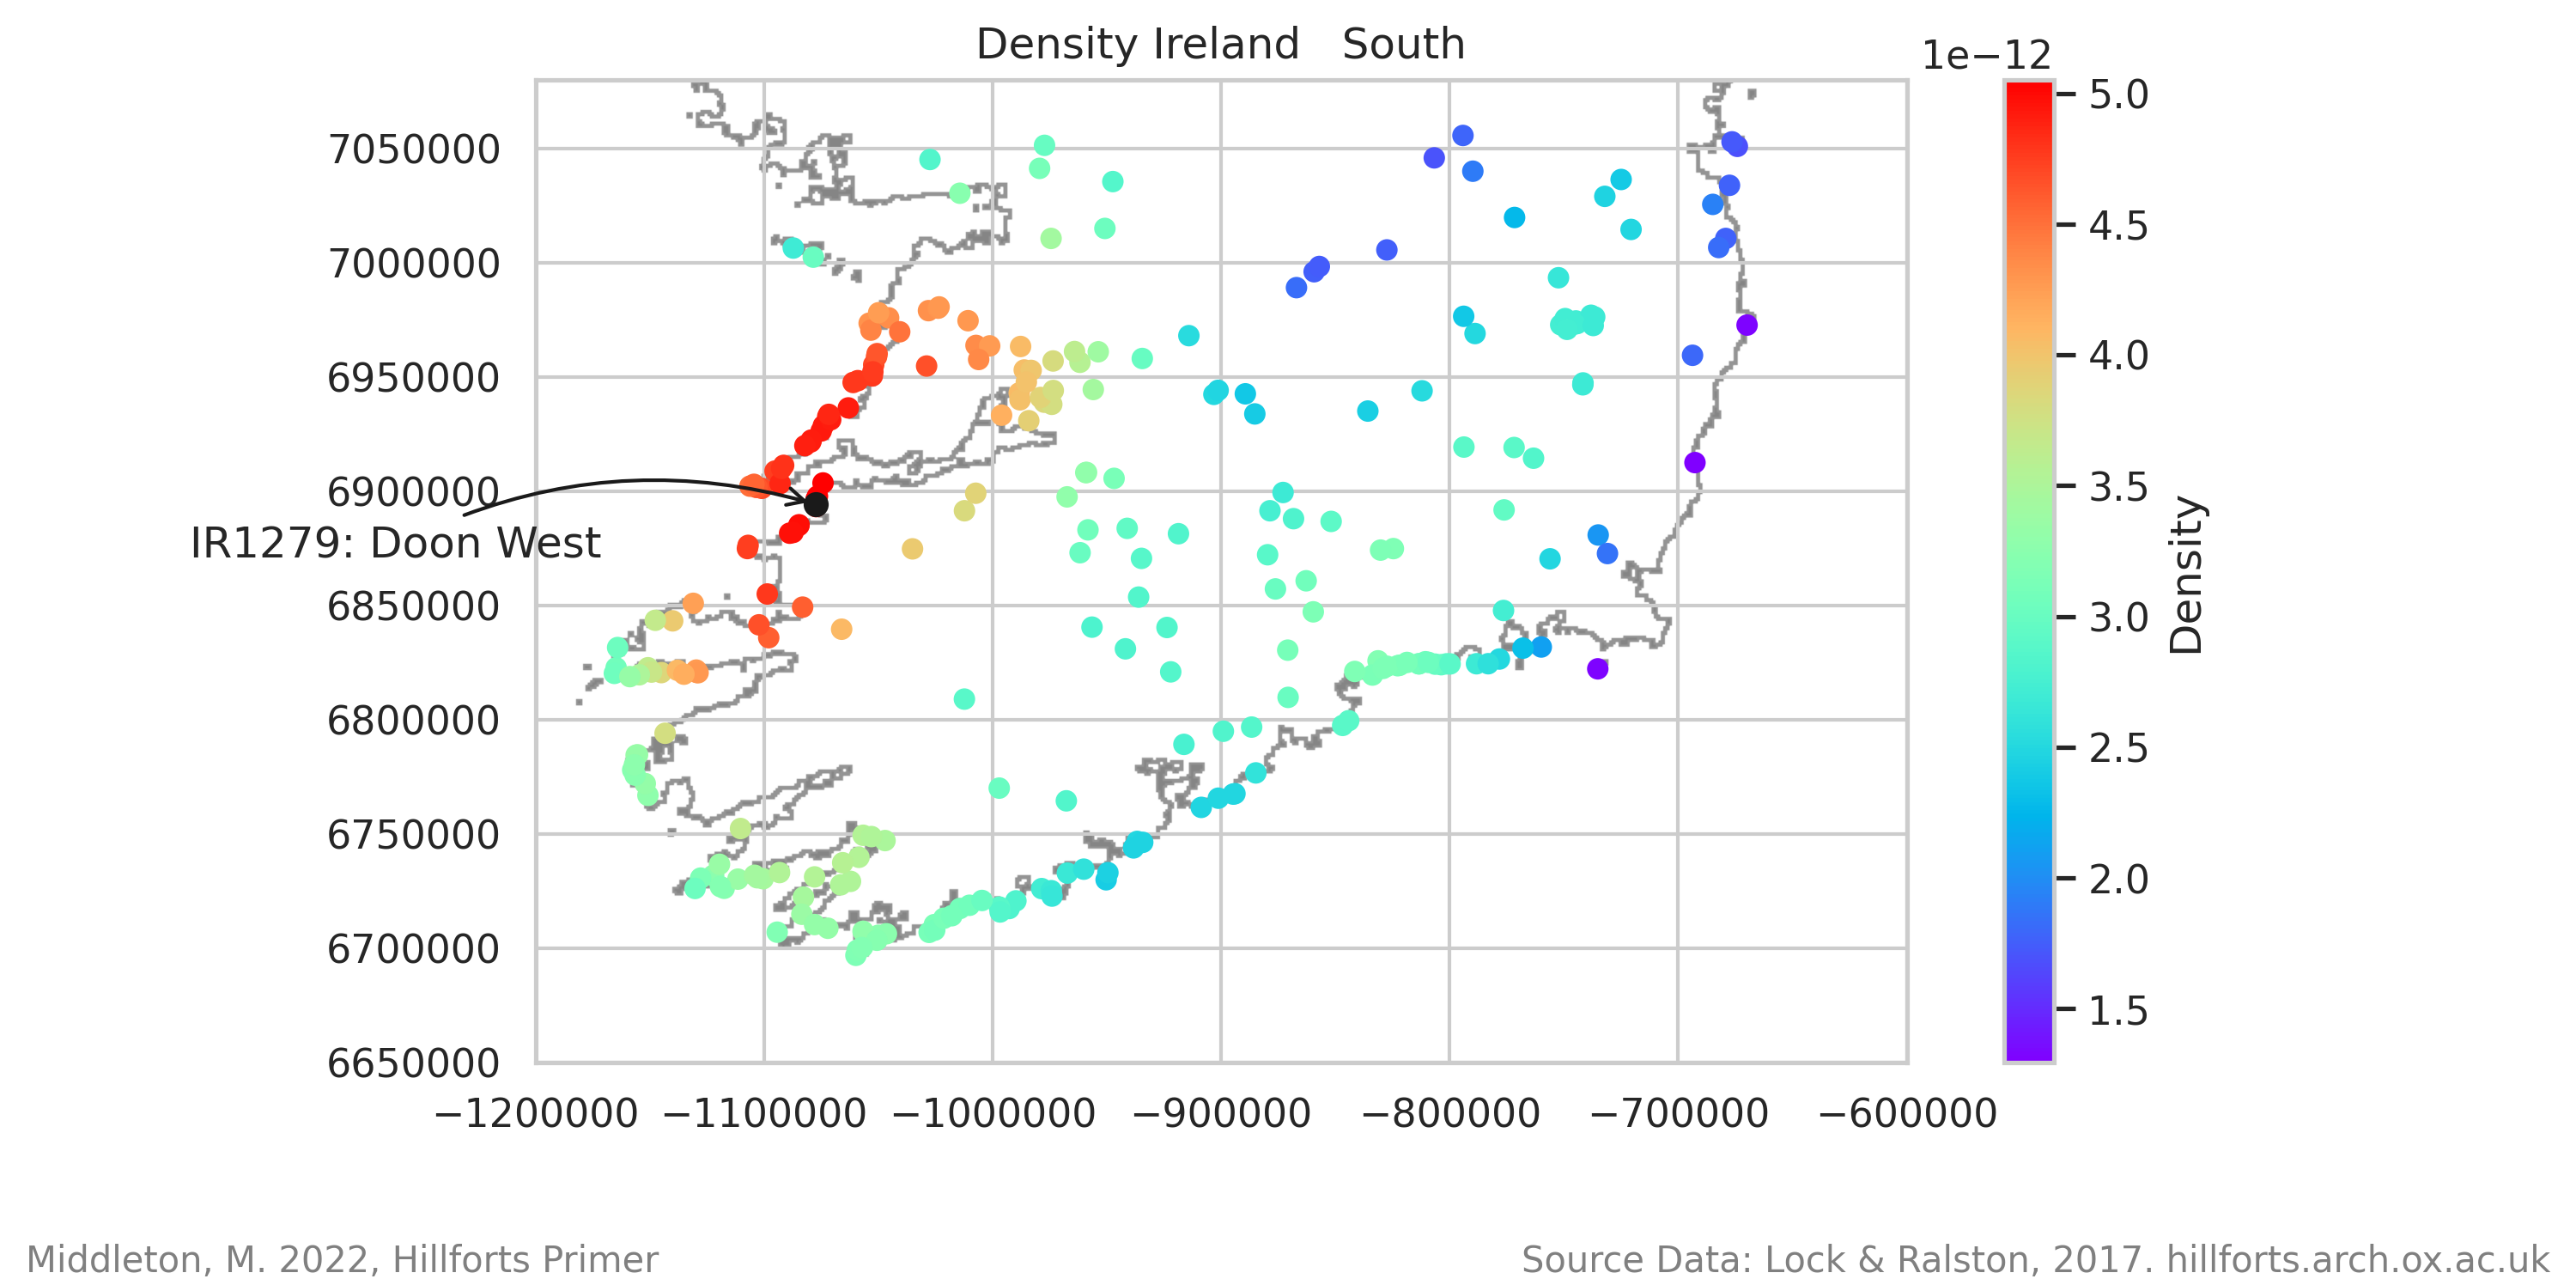 Density Ireland   South
1e−12
7050000
7000000
6950000
6900000
6850000
6800000
6750000
6700000
6650000
IR1279: Doon West
−1200000 −1100000 −1000000 −900000 −800000 −700000 −600000
5.0
4.5
4.0
3.5
3.0
2.5
2.0
1.5
Density
Middleton, M. 2022, Hillforts Primer
Source Data: Lock & Ralston, 2017. hillforts.arch.ox.ac.uk